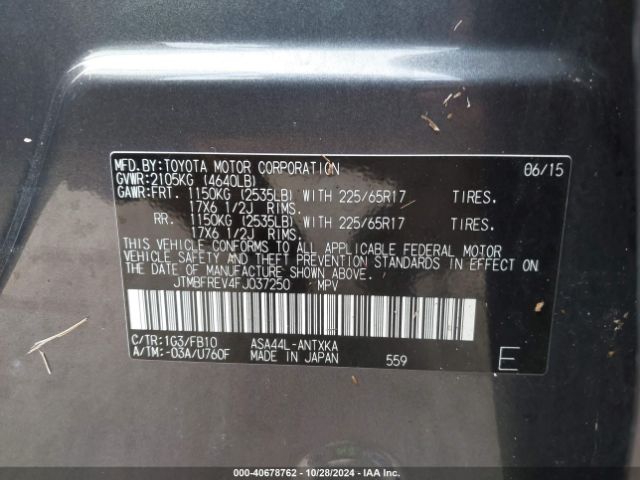 MFD.BY:TOYOTA MOTOR CORPORATION 06/15
GVWR:2105KG (4640LB)
GAWR:FRT. 1150KG (2535LB) WITH 225/65R17 TIRES.
17X6 1/2J RIMS.
RR. 1150KG (2535LB) WITH 225/65R17 TIRES.
17X6 1/2J RIMS.
THIS VEHICLE CONFORMS TO ALL APPLICABLE FEDERAL MOTOR
VEHICLE SAFETY AND THEFT PREVENTION STANDARDS IN EFFECT ON
THE DATE OF MANUFACTURE SHOWN ABOVE.
JTMBFREV4FJ037250 MPV
C/TR:1G3/FB10 ASA44L-ANTXKA
A/TM:-03A/U760F MADE IN JAPAN 559 E
000-40678762 | 10/28/2024 - IAA Inc.